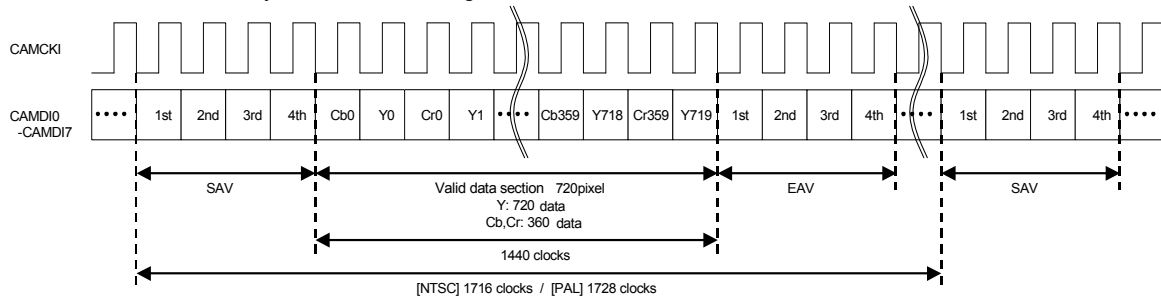 CAMCKI
CAMDI0
-CAMDI7
•••• 1st 2nd 3rd 4th Cb0 Y0 Cr0 Y1 •••• Cb359 Y718 Cr359 Y719 1st 2nd 3rd 4th •••• 1st 2nd 3rd 4th ••••
SAV
Valid data section 720pixel
EAV
SAV
Y: 720 data
Cb,Cr: 360 data
1440 clocks
[NTSC] 1716 clocks / [PAL] 1728 clocks